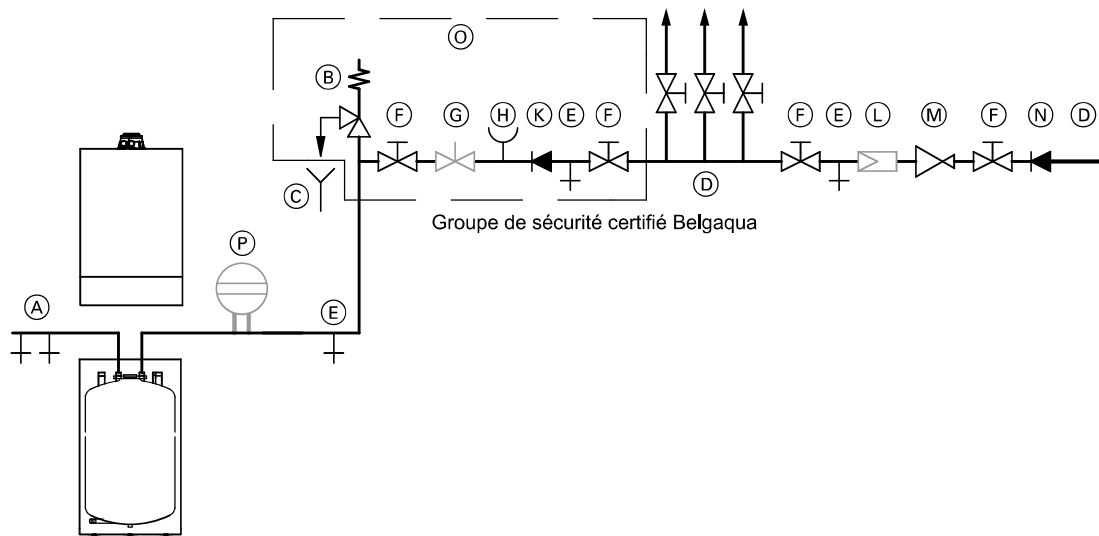 O
B
F G H K E F F E L M F N D
C
D
Groupe de sécurité certifié Belgaqua
P
A
E